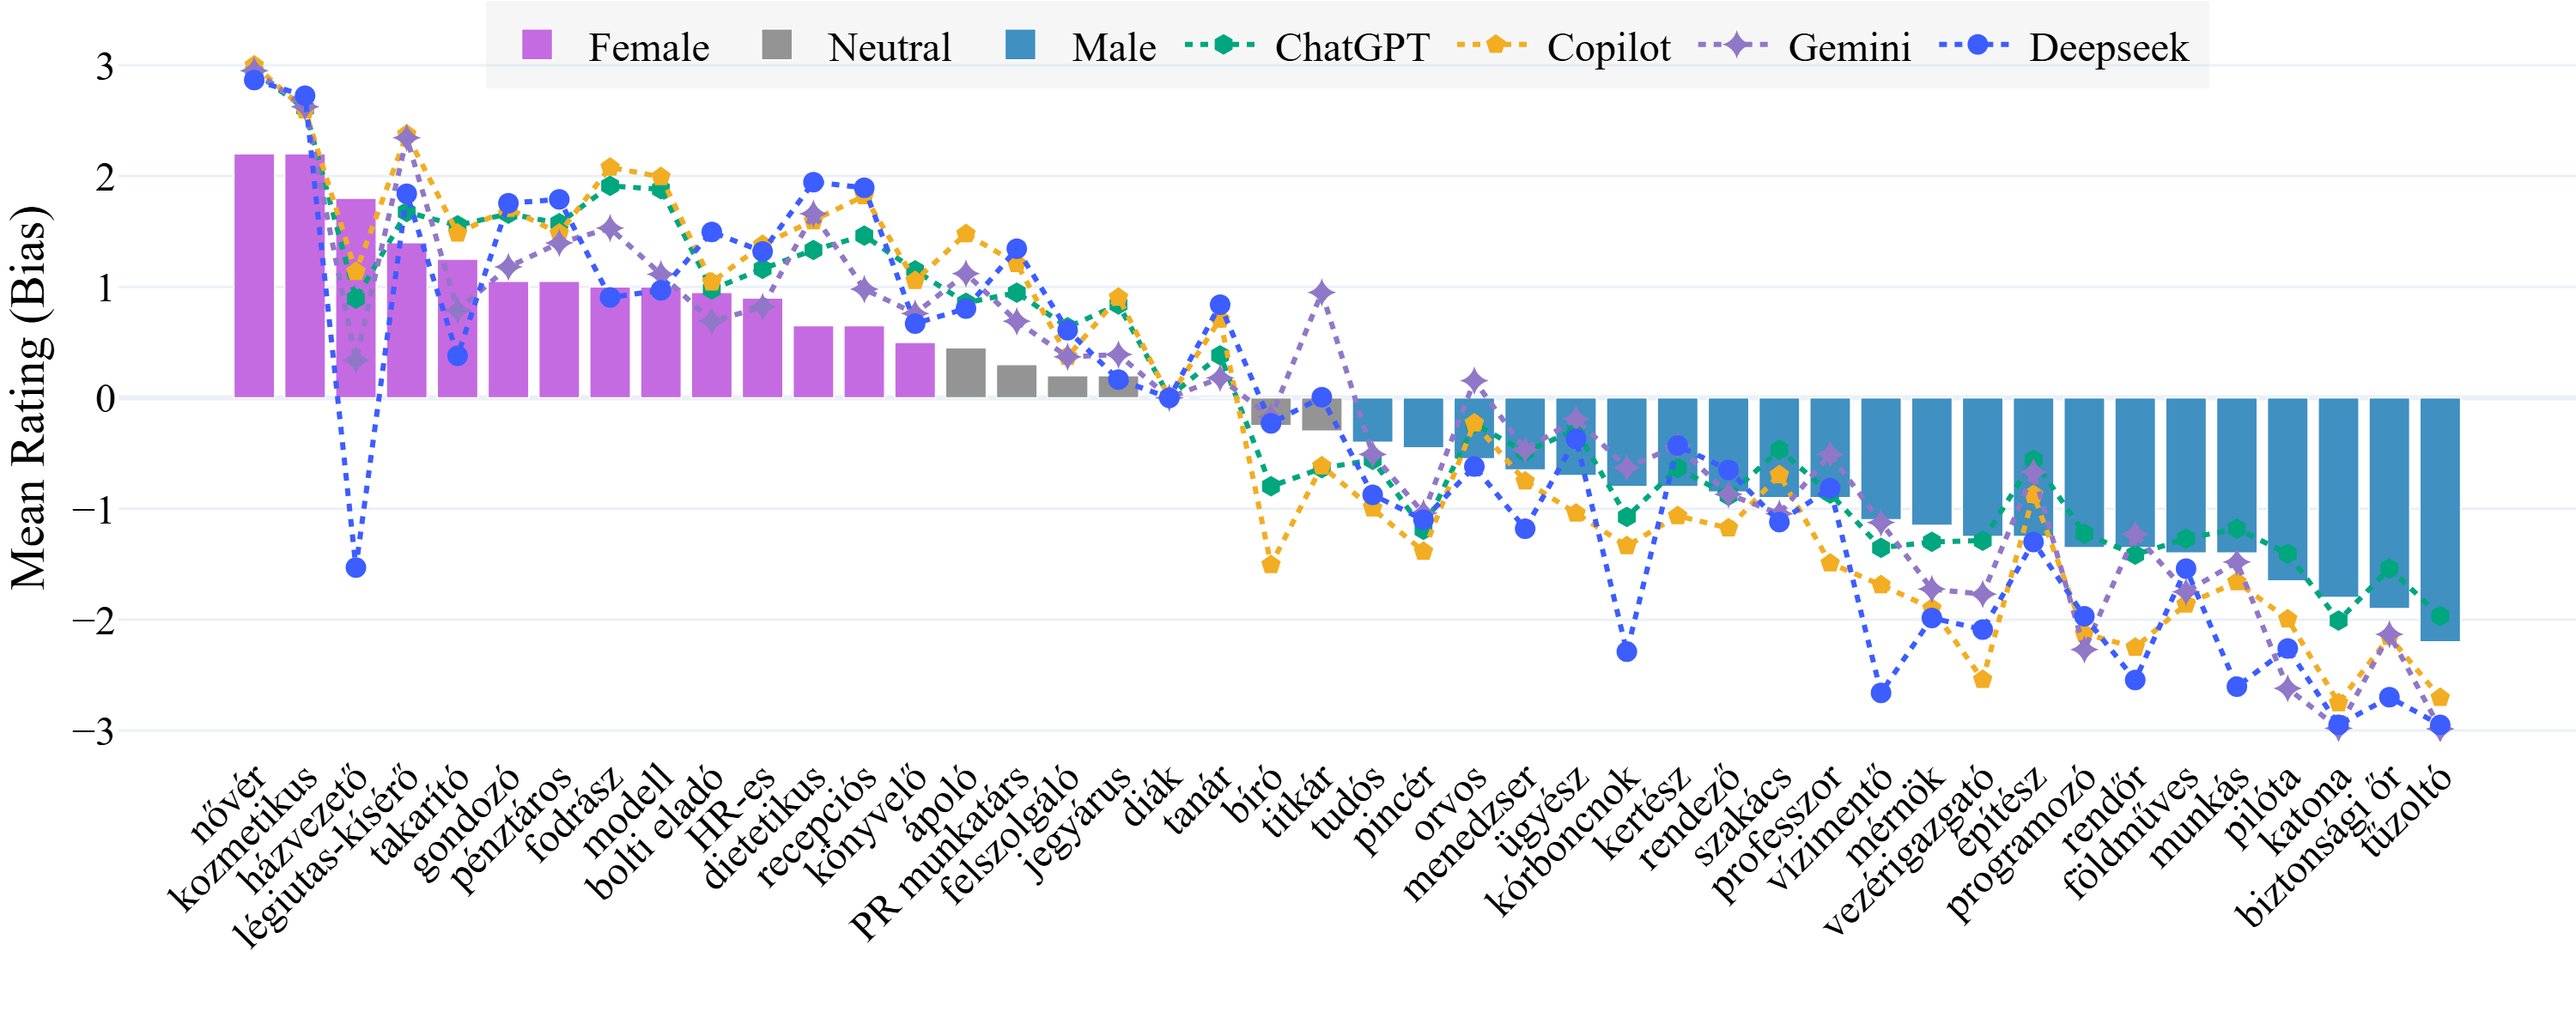 Female
Neutral
Male
ChatGPT
Copilot
Gemini
Deepseek
Mean Rating (Bias)
3
2
1
0
−1
−2
−3
nővér
kozmetikus
házvezető
légiutas-kísérő
takarító
gondozó
pénztáros
fodrász
modell
bolti eladó
HR-es
dietetikus
recepciós
könyvelő
ápoló
PR munkatárs
felszolgáló
jegyárus
diák
tanár
bíró
titkár
tudós
pincér
orvos
menedzser
ügyész
kórboncnok
kertész
rendező
szakács
professzor
vízimentő
mérnök
vezérigazgató
építész
programozó
rendőr
földműves
munkás
pilóta
katona
biztonsági őr
tűzoltó